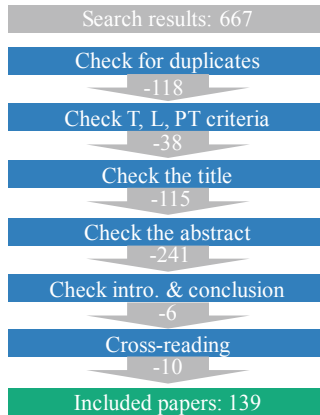 Search results: 667
Check for duplicates
-118
Check T, L, PT criteria
-38
Check the title
-115
Check the abstract
-241
Check intro. & conclusion
-6
Cross-reading
-10
Included papers: 139